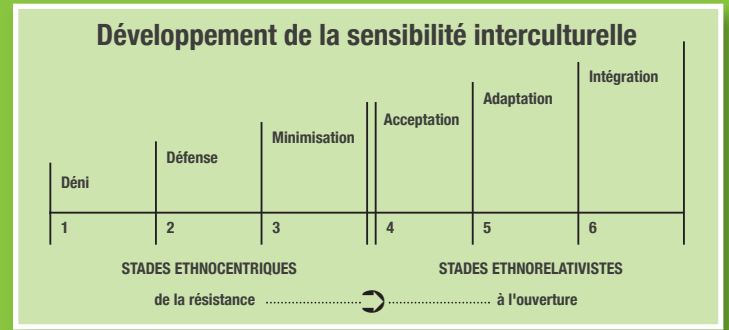 Développement de la sensibilité interculturelle
Intégration
Adaptation
Acceptation
Minimisation
Défense
Déni
1 2 3 4 5 6
STADES ETHNOCENTRIQUES STADES ETHNORELATIVISTES
de la résistance ........................ ........................ à l'ouverture